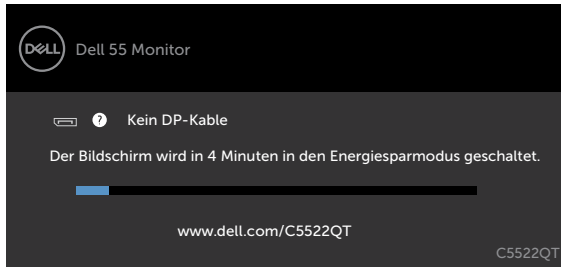 DELL
Dell 55 Monitor
? Kein DP-Kable
Der Bildschirm wird in 4 Minuten in den Energiesparmodus geschaltet.
www.dell.com/C5522QT
C5522QT